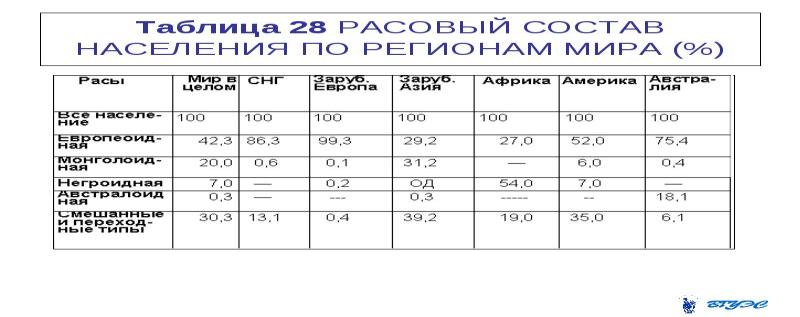 Таблица 28 РАСОВЫЙ СОСТАВ
НАСЕЛЕНИЯ ПО РЕГИОНАМ МИРА (%)
Расы Мир в целом СНГ Заруб. Европа Заруб. Азия Африка Америка Австра-лия
Все населе-ние 100 100 100 100 100 100 100
Европеоид-ная 42,3 86,3 99,3 29,2 27,0 52,0 75,4
Монголоид-ная 20,0 0,6 0,1 31,2 — 6,0 0,4
Негроидная 7,0 — 0,2 ОД 54,0 7,0 —
Австралоид ная 0,3 — --- 0,3 ----- -- 18,1
Смешанные и переход-ные типы 30,3 13,1 0,4 39,2 19,0 35,0 6,1
ВГУЭС